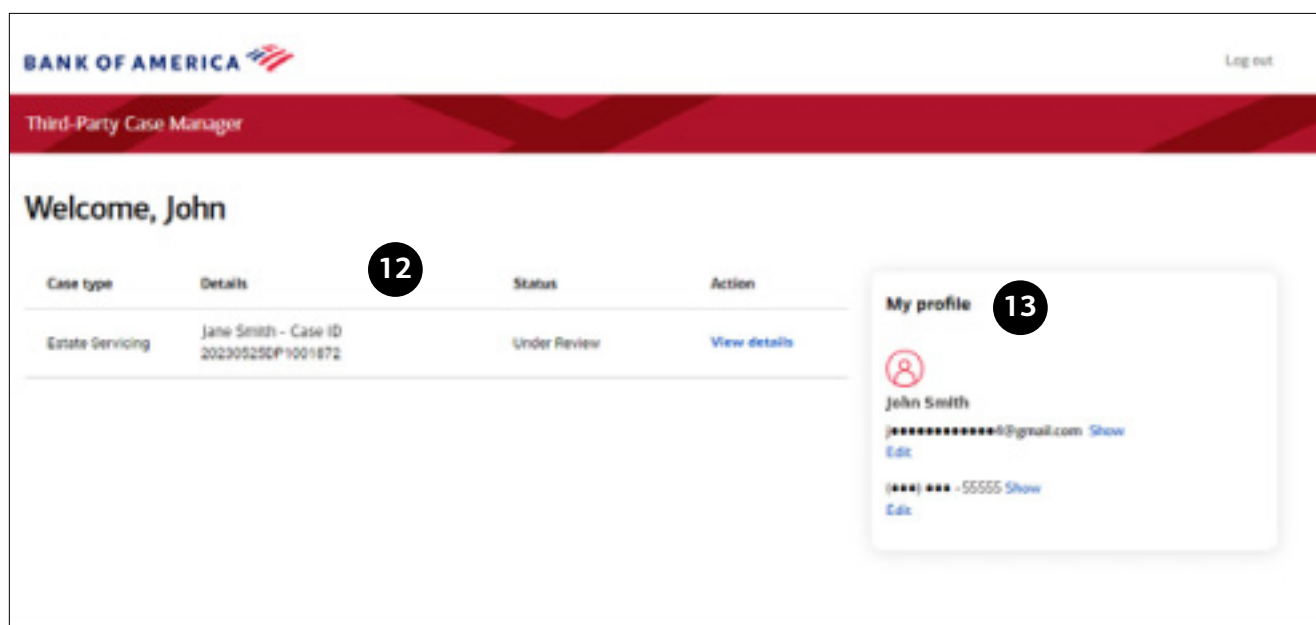 BANK OF AMERICA
Log out
Third-Party Case Manager
Welcome, John
Case type Details 12 Status Action
Estate Servicing Jane Smith - Case ID Under Review View details
20230525DP1001872
My profile 13
John Smith
j●●●●●●●●●●●●4@gmail.com Show
Edit
(●●●) ●●● -55555 Show
Edit